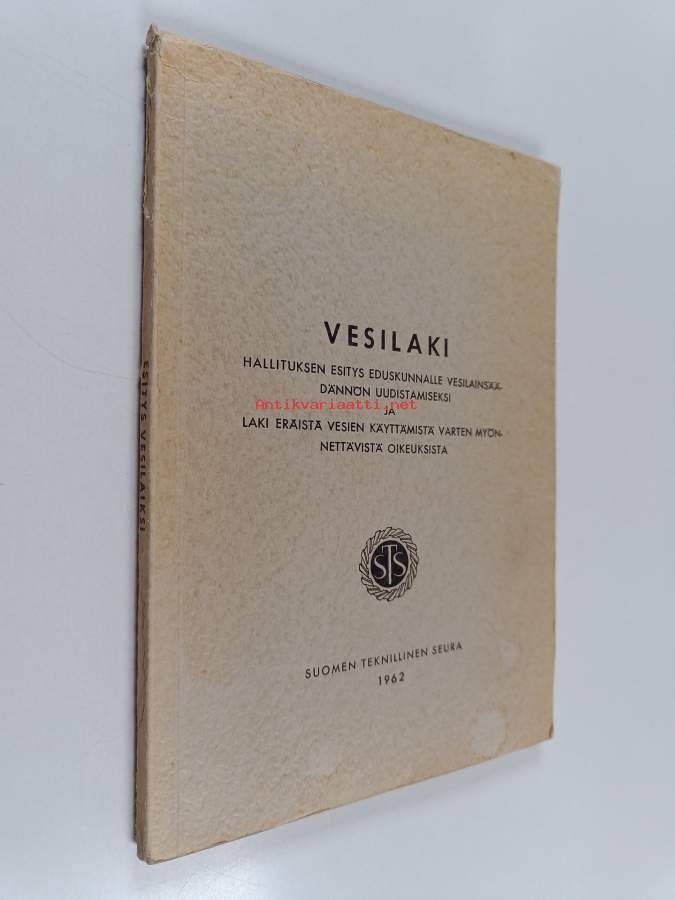 ESITYS VESILAIKSI
VESILAKI
HALLITUKSEN ESITYS EDUSKUNNALLE VESILAINSÄÄ-
DÄNNÖN UUDISTAMISEKSI
Antikvariaatti.net
JA
LAKI ERÄISTÄ VESIEN KÄYTTÄMISTÄ VARTEN MYÖN-
NETTÄVISTÄ OIKEUKSISTA
STS
SUOMEN TEKNILLINEN SEURA
1962